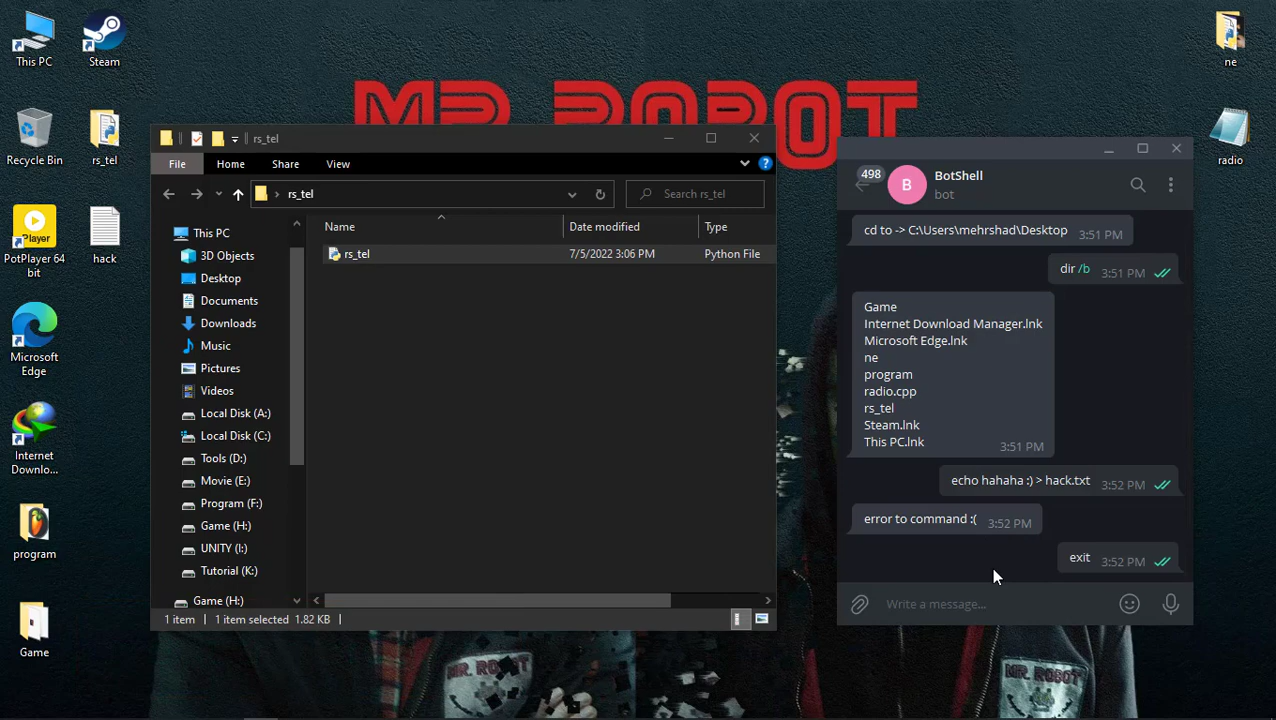 This PC
Steam
Recycle Bin
rs_tel
PotPlayer 64
bit
hack
Microsoft
Edge
Internet
Downlo...
program
Game
MR. ROBOT
rs_tel
File
Home
Share
View
rs_tel
Search rs_tel
Name
Date modified
Type
rs_tel
7/5/2022 3:06 PM
Python File
This PC
3D Objects
Desktop
Documents
Downloads
Music
Pictures
Videos
Local Disk (A:)
Local Disk (C:)
Tools (D:)
Movie (E:)
Program (F:)
Game (H:)
UNITY (I:)
Tutorial (K:)
Game (H:)
1 item
1 item selected 1.82 KB
498
B
BotShell
bot
cd to -> C:\Users\mehrshad\Desktop 3:51 PM
dir /b 3:51 PM
Game
Internet Download Manager.lnk
Microsoft Edge.lnk
ne
program
radio.cpp
rs_tel
Steam.lnk
This PC.lnk
3:51 PM
echo hahaha :) > hack.txt 3:52 PM
error to command :( 3:52 PM
exit 3:52 PM
Write a message...
ne
radio
MR. ROBOT
MR. ROBOT